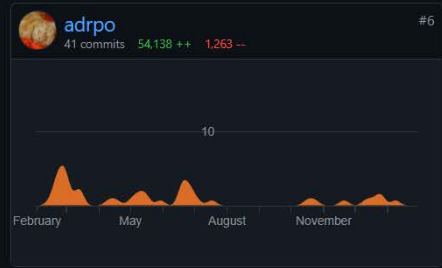 adrpo
#6
41 commits 54,138 ++ 1,263 --
10
February May August November